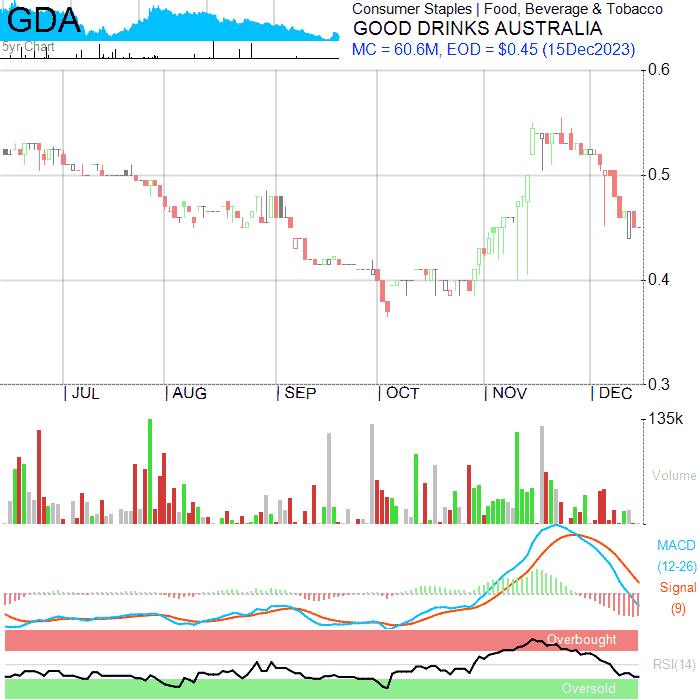 GDA
5yr Chart
Consumer Staples | Food, Beverage & Tobacco
GOOD DRINKS AUSTRALIA
MC = 60.6M, EOD = $0.45 (15Dec2023)
0.6
0.5
0.4
0.3
JUL
AUG
SEP
OCT
NOV
DEC
135k
Volume
MACD
(12-26)
Signal
(9)
Overbought
RSI(14)
Oversold